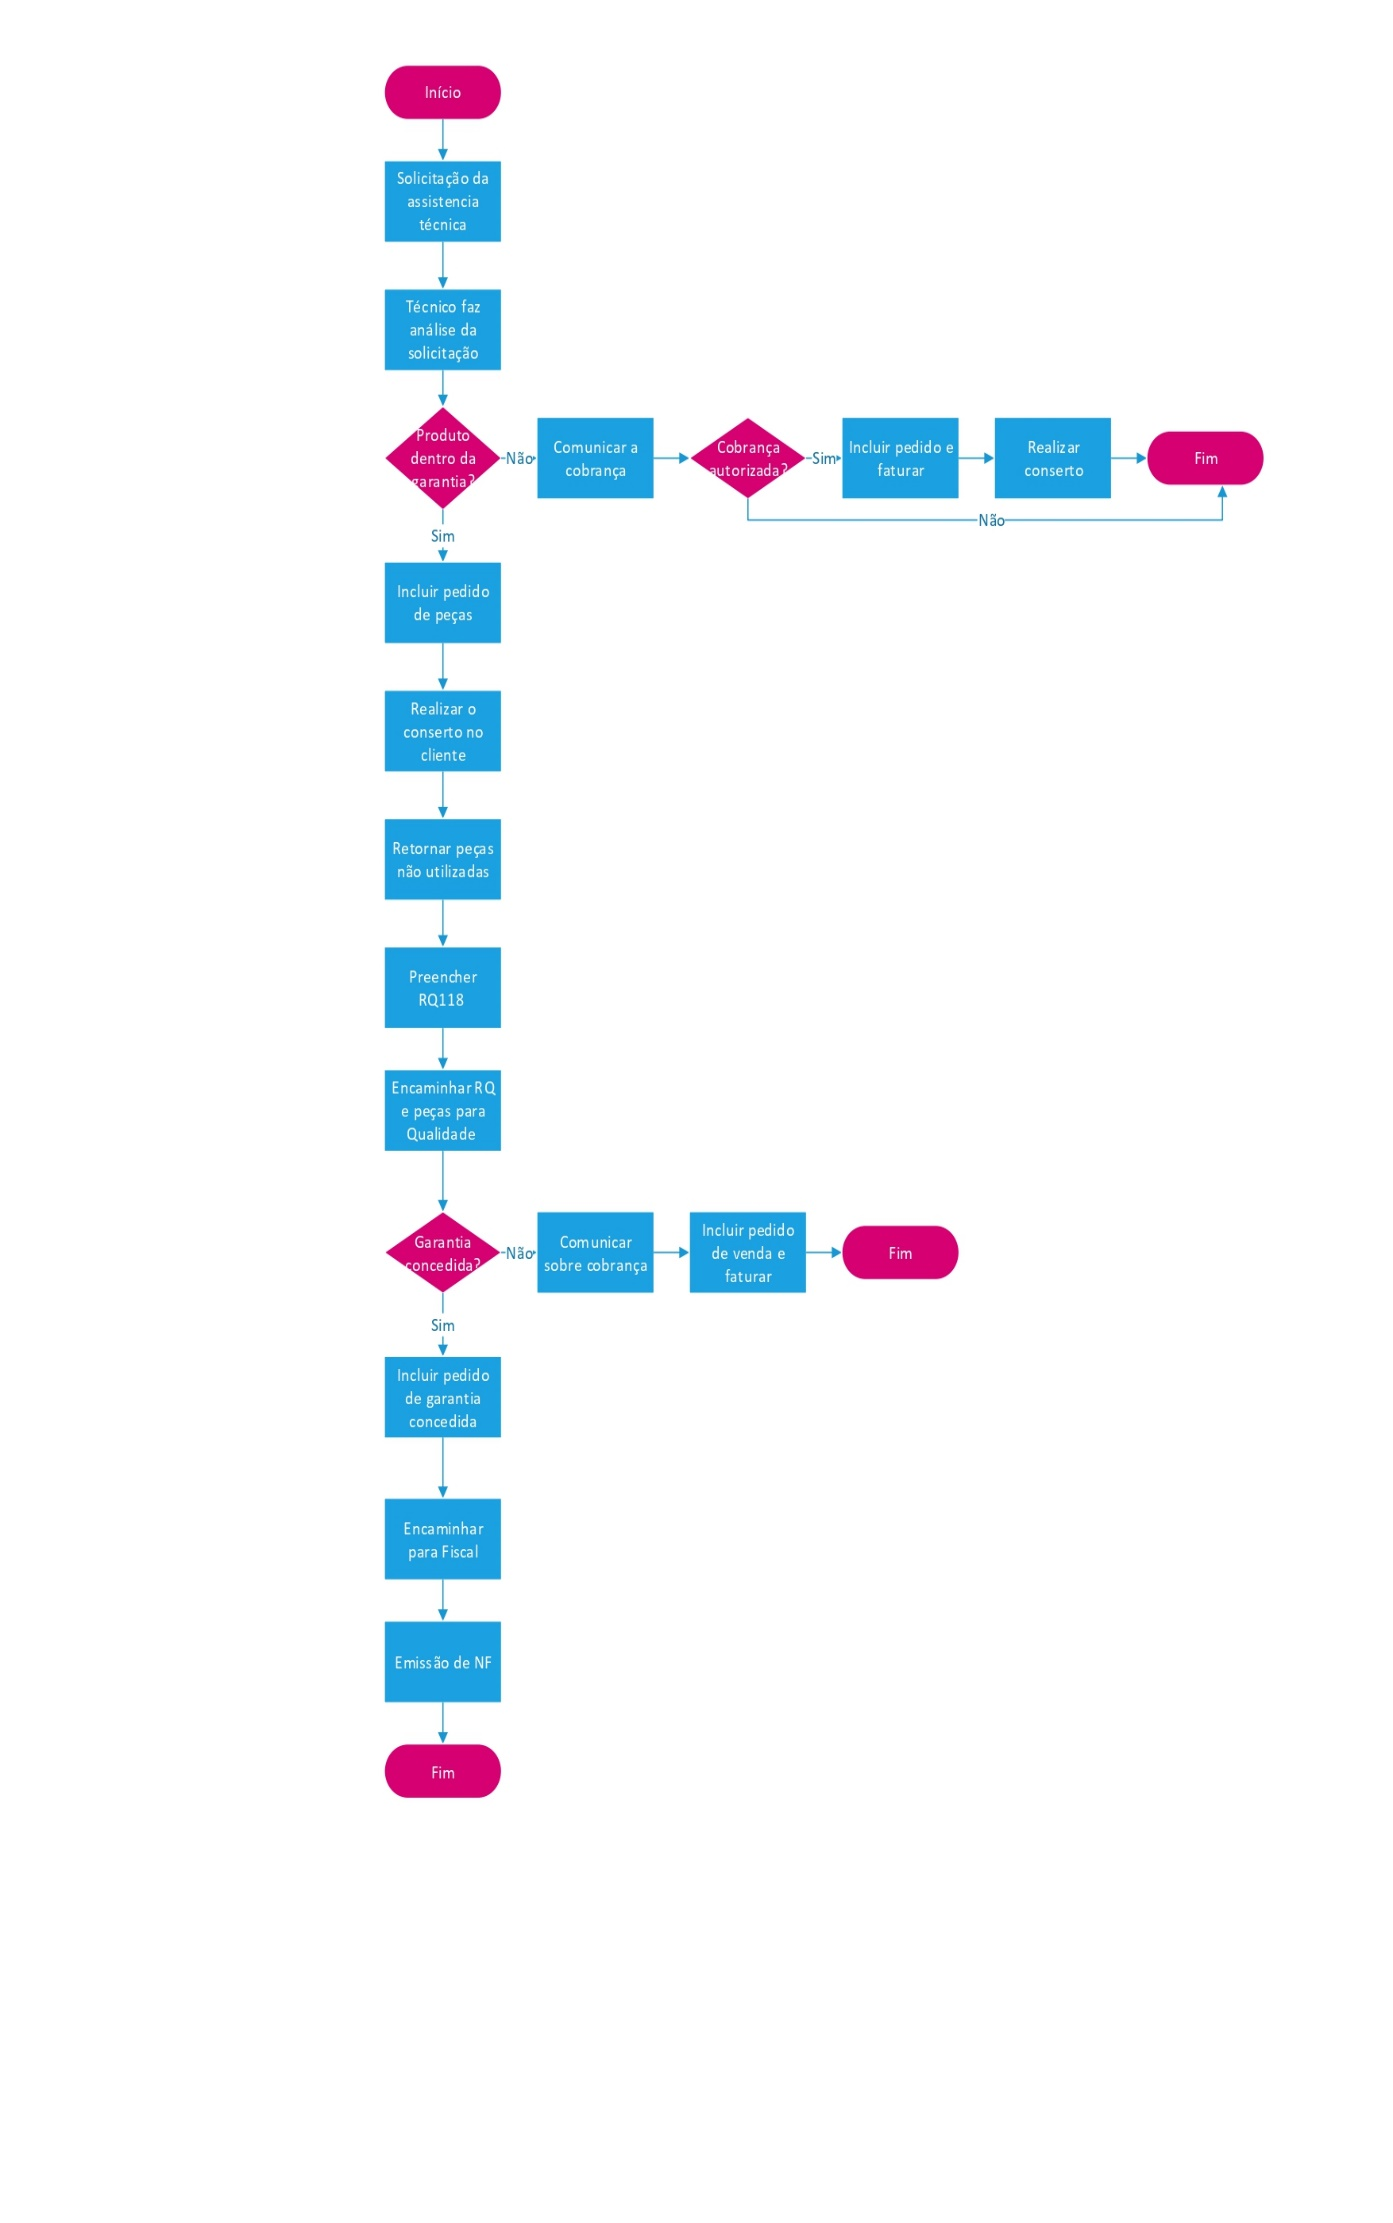 Início
Solicitação da
assistencia
técnica
Técnico faz
análise da
solicitação
Produto
dentro da
garantia?
Não
Comunicar a
cobrança
Cobrança
autorizada?
Sim
Incluir pedido e
faturar
Realizar
conserto
Fim
Não
Sim
Incluir pedido
de peças
Realizar o
conserto no
cliente
Retornar peças
não utilizadas
Preencher
RQ118
Encaminhar RQ
e peças para
Qualidade
Garantia
concedida?
Não
Comunicar
sobre cobrança
Incluir pedido
de venda e
faturar
Fim
Sim
Incluir pedido
de garantia
concedida
Encaminhar
para Fiscal
Emissão de NF
Fim